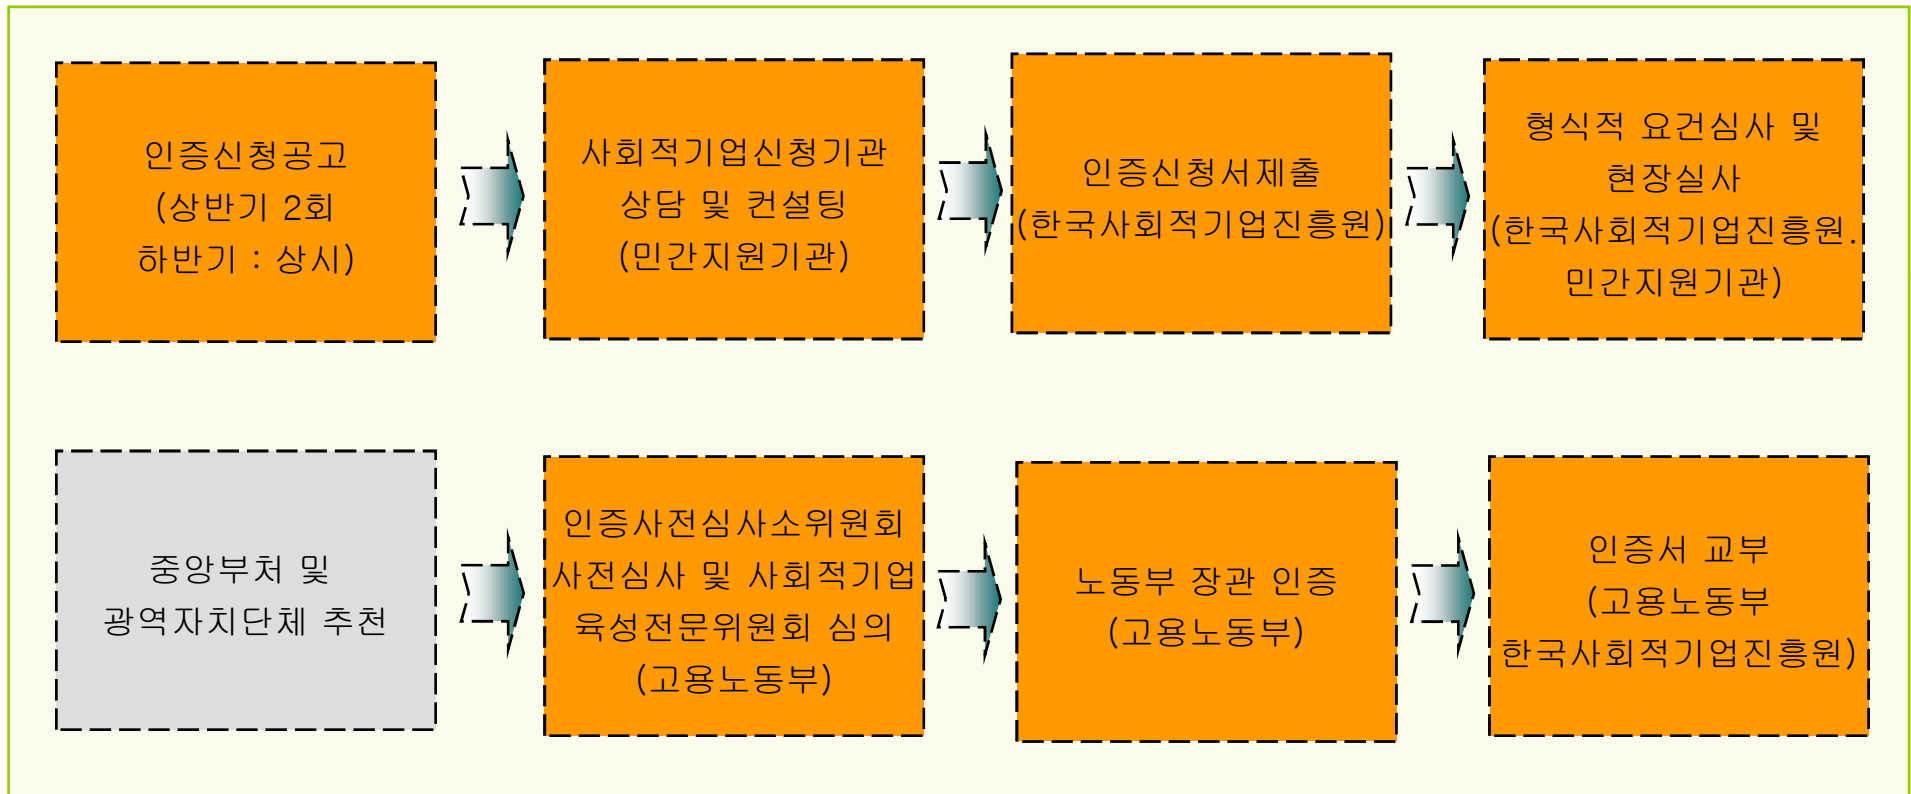 인증신청공고
(상반기 2회
하반기 : 상시)
사회적기업신청기관
상담 및 컨설팅
(민간지원기관)
인증신청서제출
(한국사회적기업진흥원)
형식적 요건심사 및
현장실사
(한국사회적기업진흥원.
민간지원기관)
중앙부처 및
광역자치단체 추천
인증사전심사소위원회
사전심사 및 사회적기업
육성전문위원회 심의
(고용노동부)
노동부 장관 인증
(고용노동부)
인증서 교부
(고용노동부
한국사회적기업진흥원)